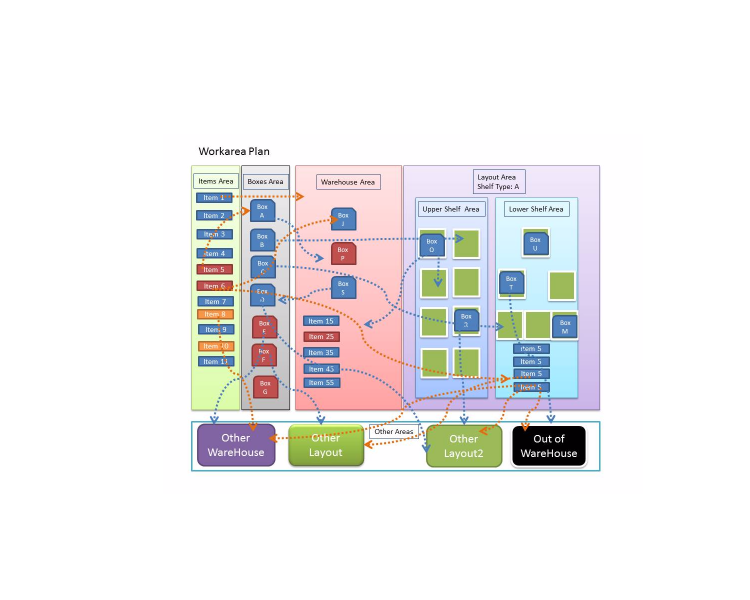 Workarea Plan
Items Area
Boxes Area
Warehouse Area
Layout Area
Shelf Type: A
Upper Shelf Area
Lower Shelf Area
Item 1
Item 2
Item 3
Item 4
Item 5
Item 6
Item 7
Item 8
Item 9
Item 10
Item 11
Box
A
Box
B
Box
C
Box
D
Box
E
Box
F
Box
G
Box
J
Box
P
Box
S
Item 15
Item 25
Item 35
Item 45
Item 55
Box
O
Box
Box
U
Box
T
Box
M
Item 5
Item 5
Item 5
Item 5
Other Areas
Other
WareHouse
Other
Layout
Other
Layout2
Out of
WareHouse